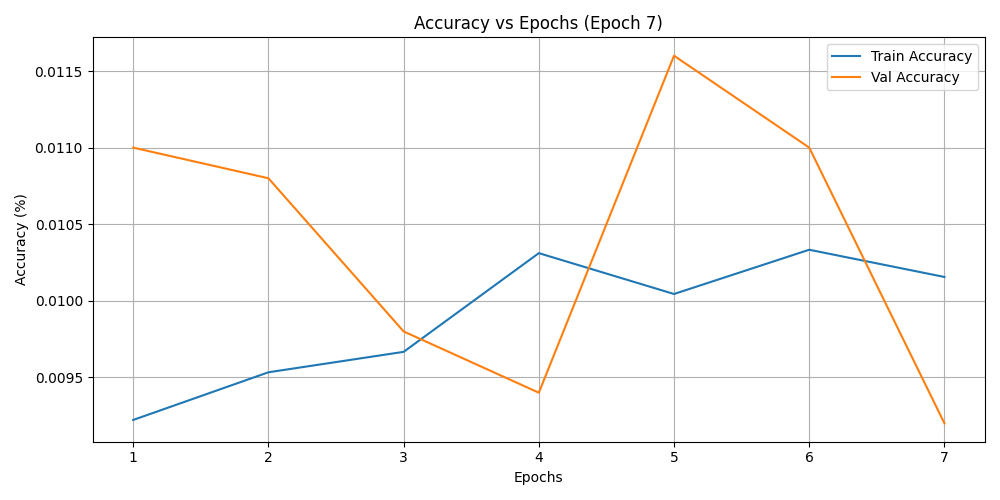 Accuracy vs Epochs (Epoch 7)
Train Accuracy
Val Accuracy
0.0115
0.0110
0.0105
0.0100
0.0095
Accuracy (%)
1 2 3 4 5 6 7
Epochs